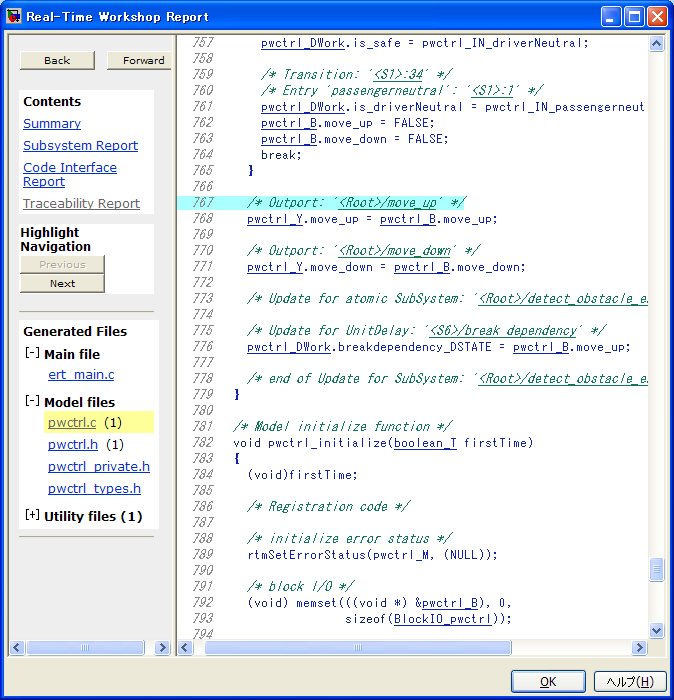 Real-Time Workshop Report
Back Forward
Contents
Summary
Subsystem Report
Code Interface
Report
Traceability Report
Highlight
Navigation
Previous
Next
Generated Files
[-] Main file
ert_main.c
[-] Model files
pwctrl.c (1)
pwctrl.h (1)
pwctrl_private.h
pwctrl_types.h
[+] Utility files (1)
757 pwctrl_DWork.is_safe = pwctrl_IN_driverNeutral;
758
759 /* Transition: '<S1>:34' */
760 /* Entry 'passengerneutral': '<S1>:1' */
761 pwctrl_DWork.is_driverNeutral = pwctrl_IN_passengerneut
762 pwctrl_B.move_up = FALSE;
763 pwctrl_B.move_down = FALSE;
764 break;
765 }
766
767 /* Outport: '<Root>/move_up' */
768 pwctrl_Y.move_up = pwctrl_B.move_up;
769
770 /* Outport: '<Root>/move_down' */
771 pwctrl_Y.move_down = pwctrl_B.move_down;
772
773 /* Update for atomic SubSystem: '<Root>/detect_obstacle_e
774
775 /* Update for UnitDelay: '<S6>/break dependency' */
776 pwctrl_DWork.breakdependency_DSTATE = pwctrl_B.move_up;
777
778 /* end of Update for SubSystem: '<Root>/detect_obstacle_e
779 }
780
781 /* Model initialize function */
782 void pwctrl_initialize(boolean_T firstTime)
783 {
784 (void)firstTime;
785
786 /* Registration code */
787
788 /* initialize error status */
789 rtmSetErrorStatus(pwctrl_M, (NULL));
790
791 /* block I/O */
792 (void) memset(((void *) &pwctrl_B), 0,
793 sizeof(BlockIO_pwctrl));
794
OK ヘルプ(H)